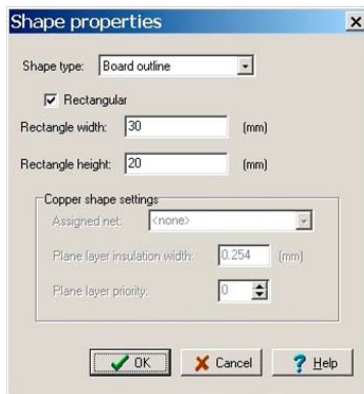 Shape properties
Shape type: Board outline
Rectangular
Rectangle width: 30 (mm)
Rectangle height: 20 (mm)
Copper shape settings
Assigned net: <none>
Plane layer insulation width: 0.254 (mm)
Plane layer priority: 0
OK Cancel ? Help